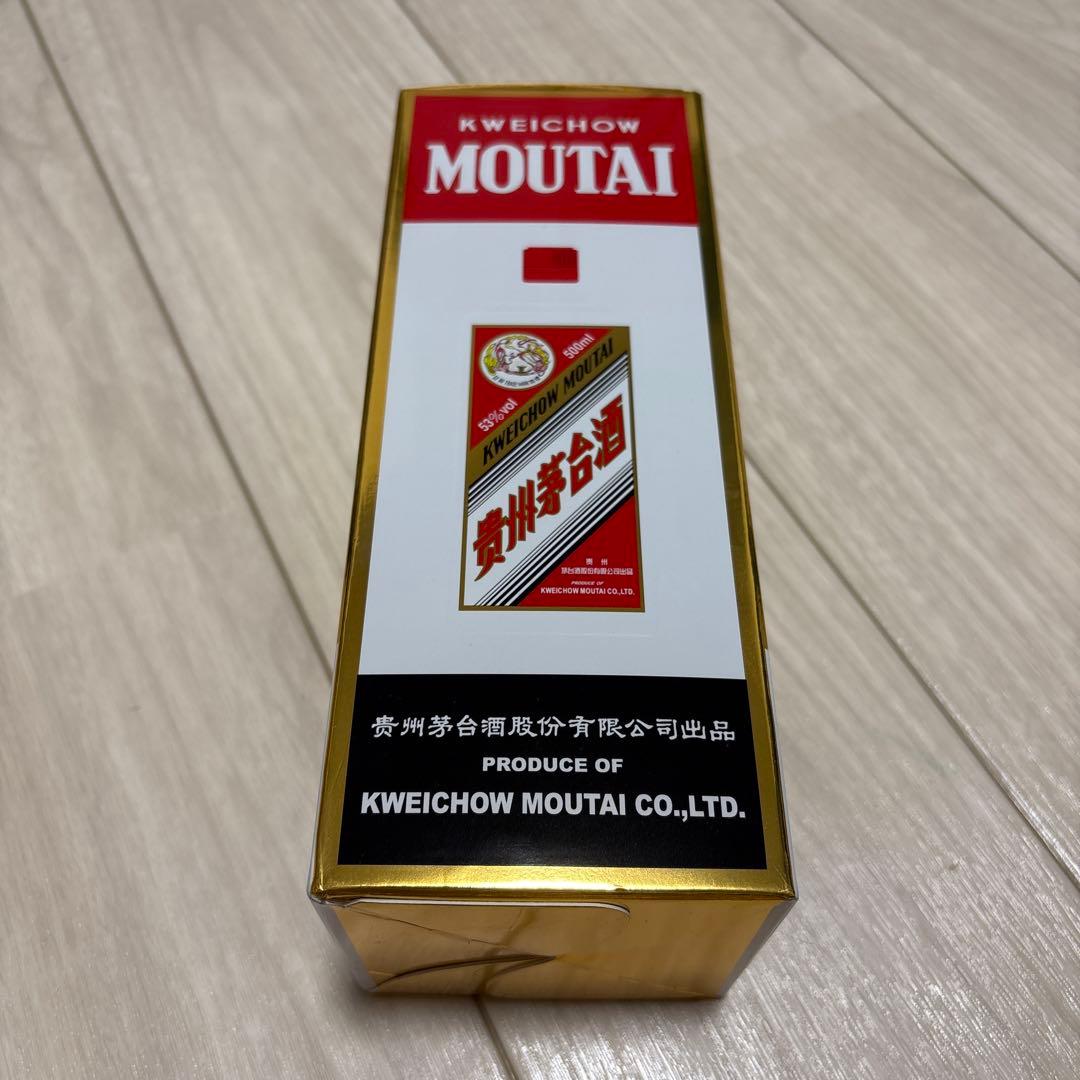 KWEICHOW
MOUTAI
500ml
53%vol
KWEICHOW MOUTAI
贵州茅台酒
贵州
茅台酒股份有限公司出品
PRODUCE OF
KWEICHOW MOUTAI CO.,LTD.
贵州茅台酒股份有限公司出品
PRODUCE OF
KWEICHOW MOUTAI CO.,LTD.